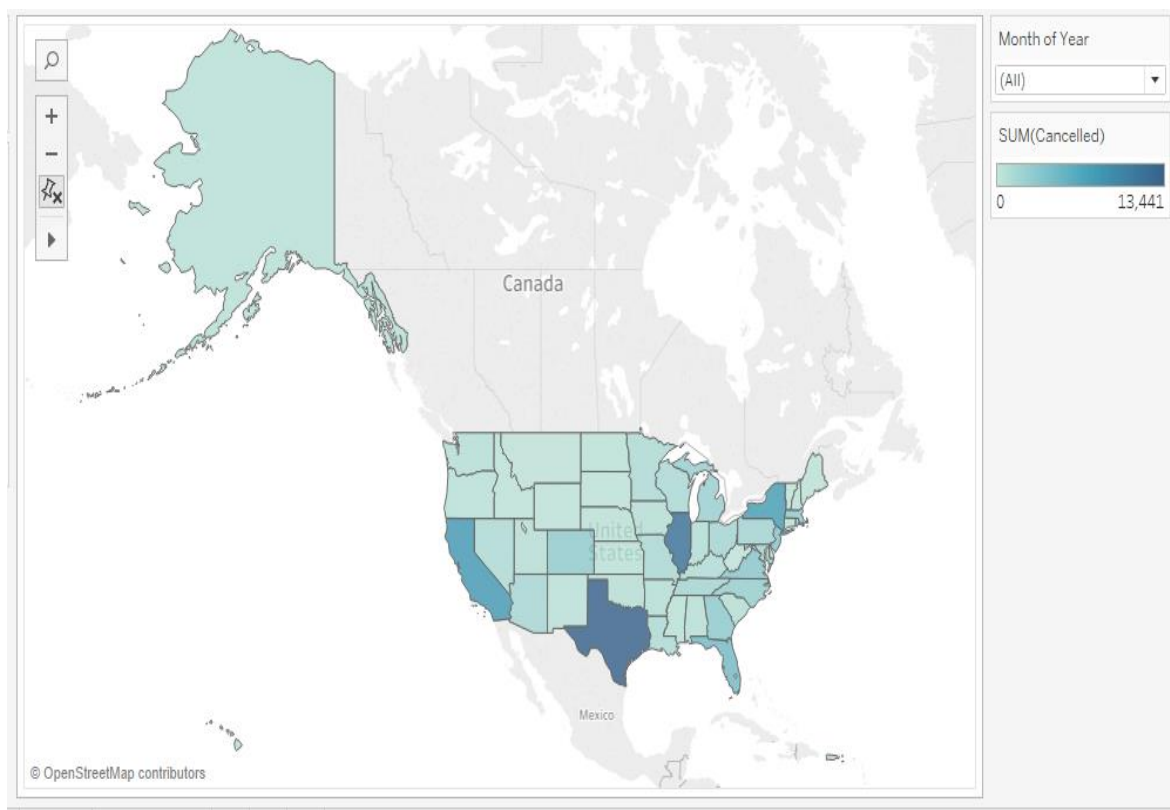 Month of Year
(All)
SUM(Cancelled)
0 13,441
Canada
United
States
Mexico
© OpenStreetMap contributors